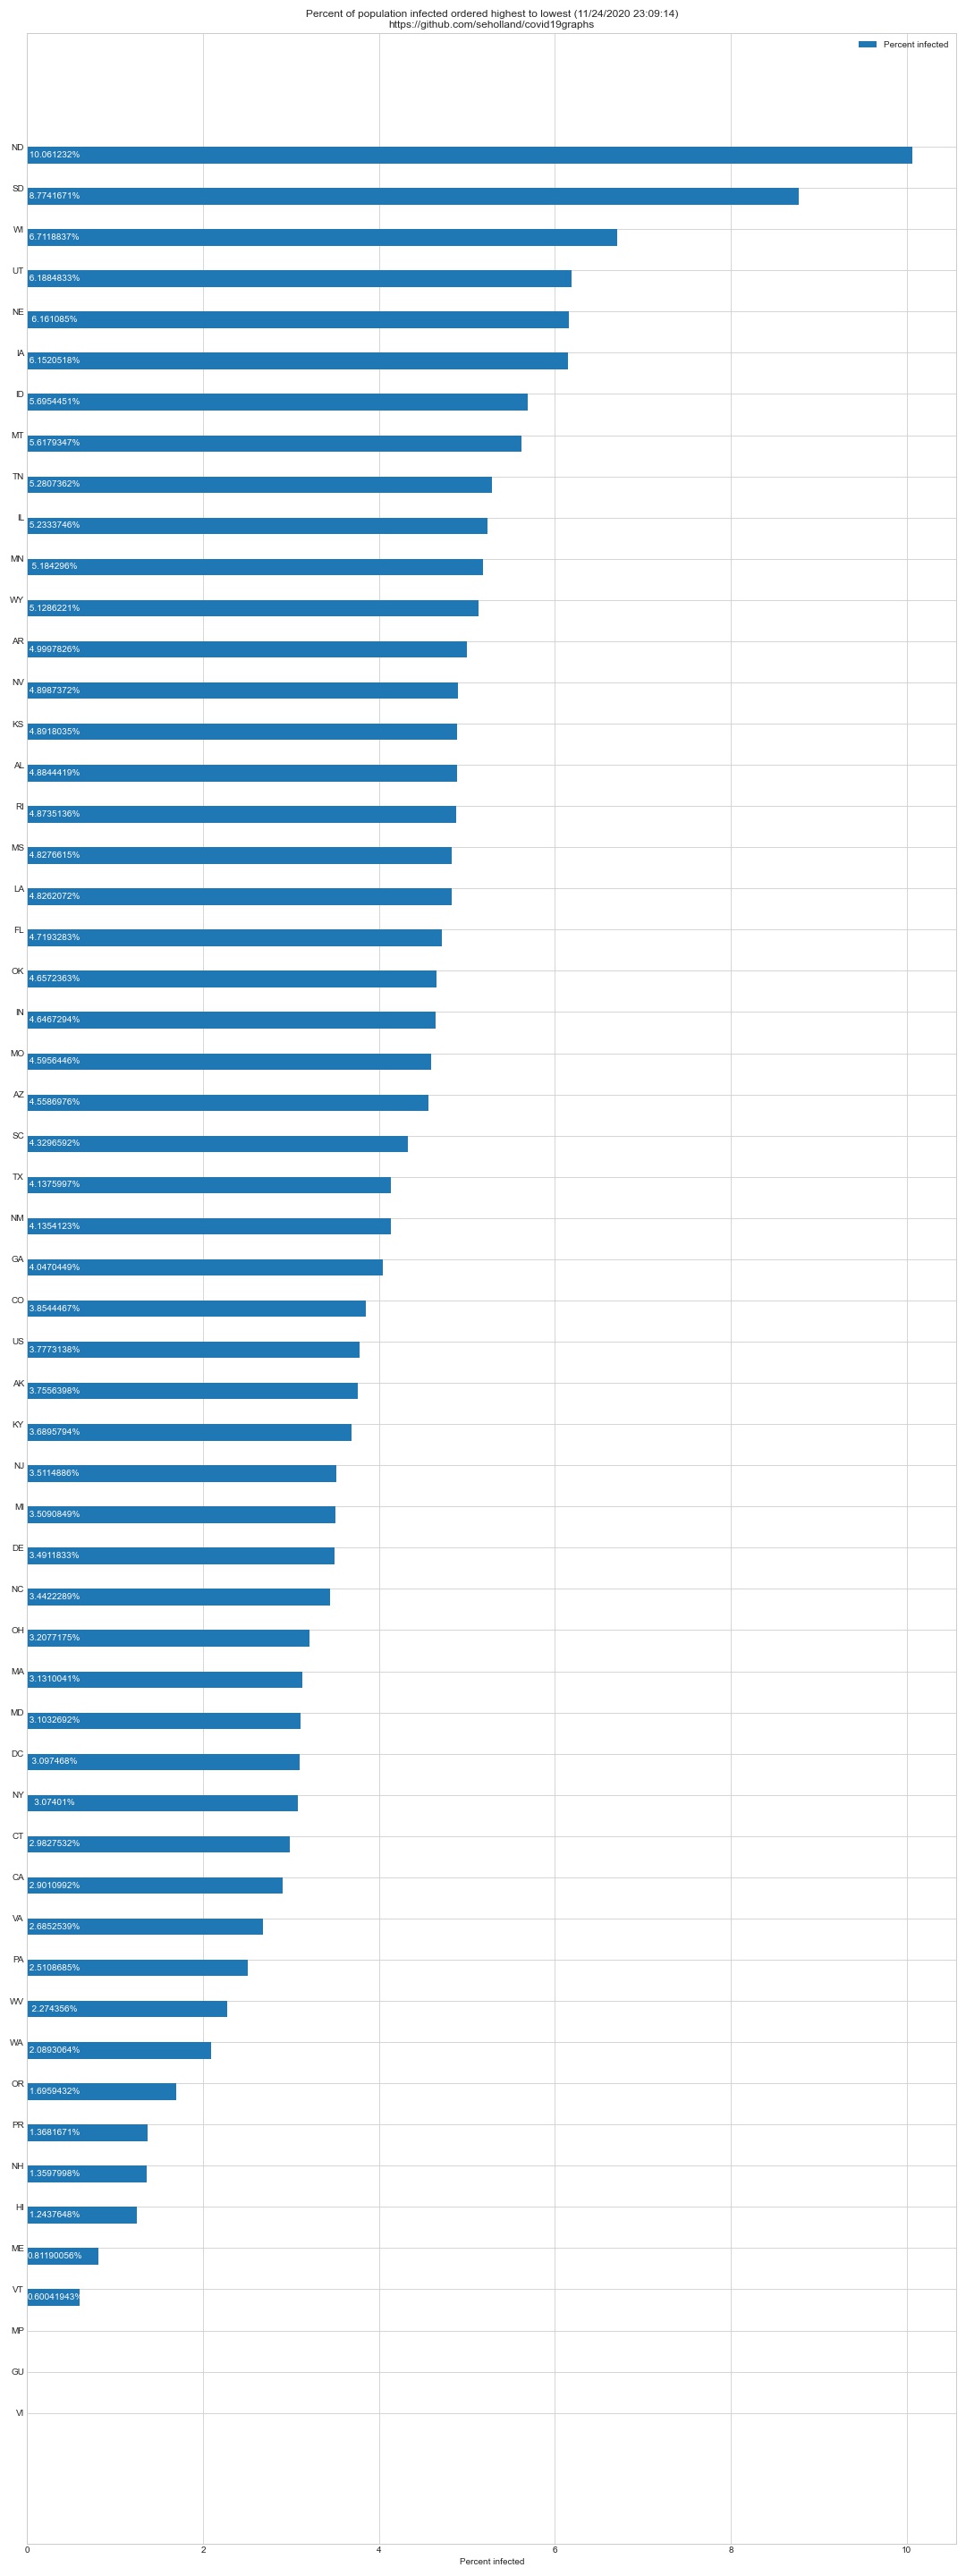 Percent of population infected ordered highest to lowest (11/24/2020 23:09:14)
https://github.com/seholland/covid19graphs
Percent infected
ND 10.061232%
SD 8.7741671%
WI 6.7118837%
UT 6.1884833%
NE 6.161085%
IA 6.1520518%
ID 5.6954451%
MT 5.6179347%
TN 5.2807362%
IL 5.2333746%
MN 5.184296%
WY 5.1286221%
AR 4.9997826%
NV 4.8987372%
KS 4.8918035%
AL 4.8844419%
RI 4.8735136%
MS 4.8276615%
LA 4.8262072%
FL 4.7193283%
OK 4.6572363%
IN 4.6467294%
MO 4.5956446%
AZ 4.5586976%
SC 4.3296592%
TX 4.1375997%
NM 4.1354123%
GA 4.0470449%
CO 3.8544467%
US 3.7773138%
AK 3.7556398%
KY 3.6895794%
NJ 3.5114886%
MI 3.5090849%
DE 3.4911833%
NC 3.4422289%
OH 3.2077175%
MA 3.1310041%
MD 3.1032692%
DC 3.097468%
NY 3.07401%
CT 2.9827532%
CA 2.9010992%
VA 2.6852539%
PA 2.5108685%
WV 2.274356%
WA 2.0893064%
OR 1.6959432%
PR 1.3681671%
NH 1.3597998%
HI 1.2437648%
ME 0.81190056%
VT 0.60041943%
MP
GU
VI
0 2 4 6 8 10
Percent infected